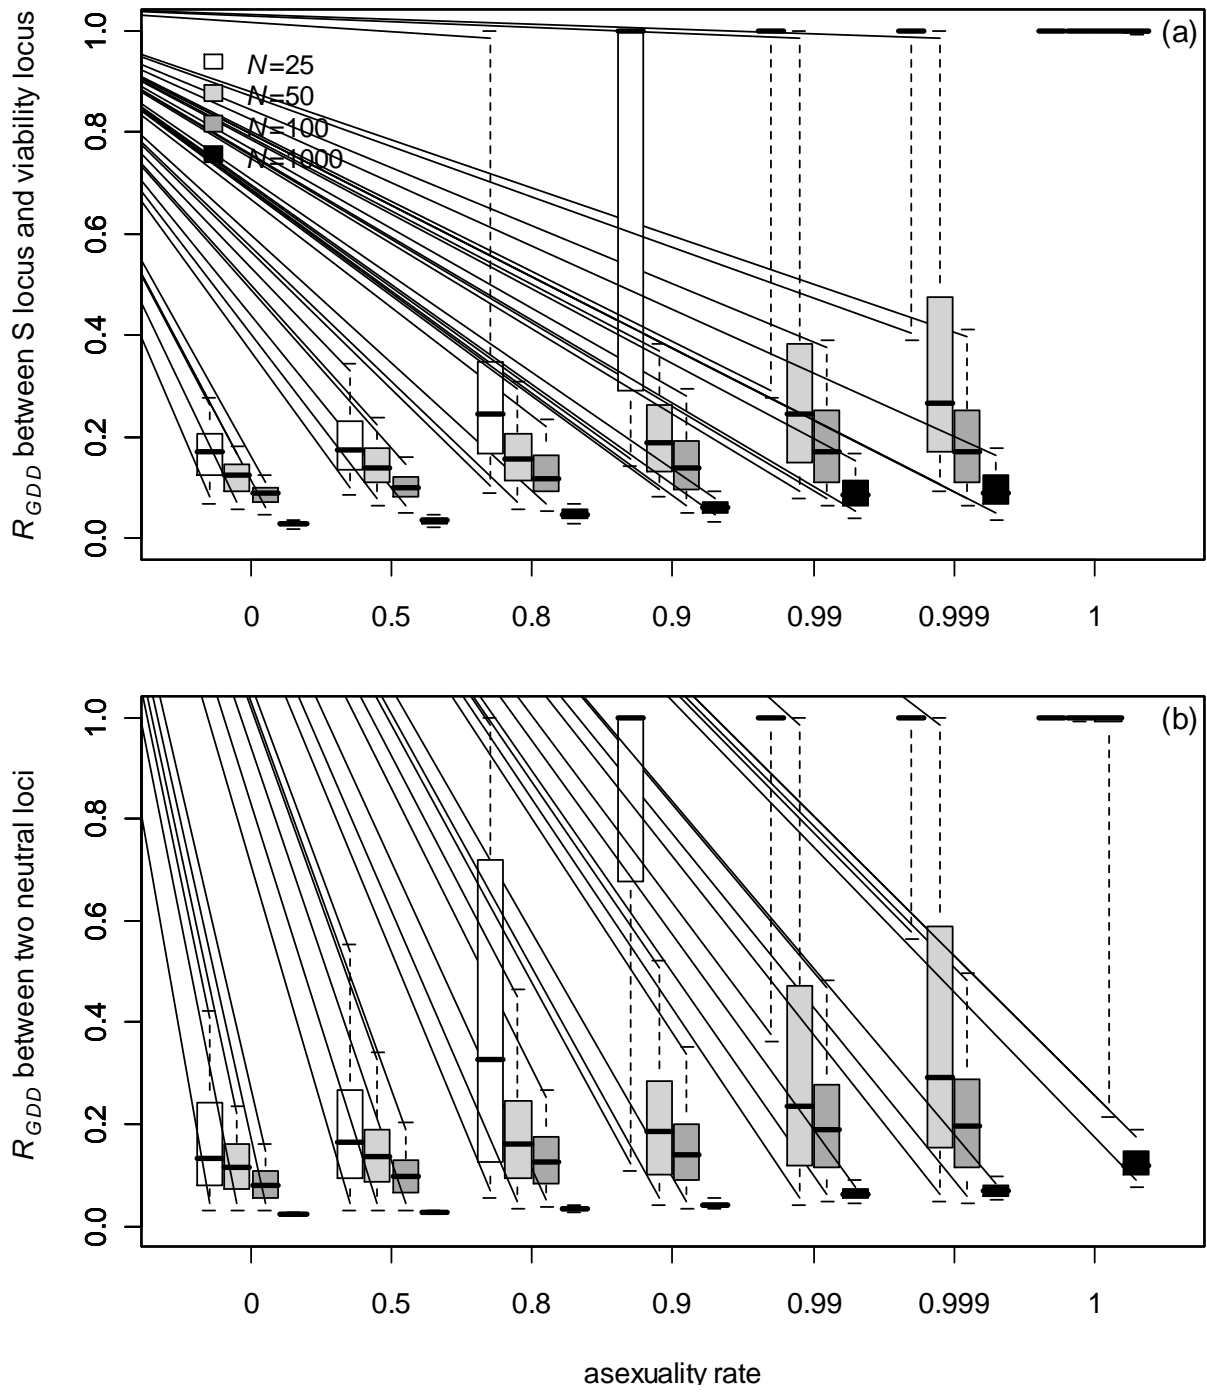 (a)
R_GDD between S locus and viability locus
1.0
0.8
0.6
0.4
0.2
0.0
N=25
N=50
N=100
N=1000
0 0.5 0.8 0.9 0.99 0.999 1
(b)
R_GDD between two neutral loci
1.0
0.8
0.6
0.4
0.2
0.0
0 0.5 0.8 0.9 0.99 0.999 1
asexuality rate